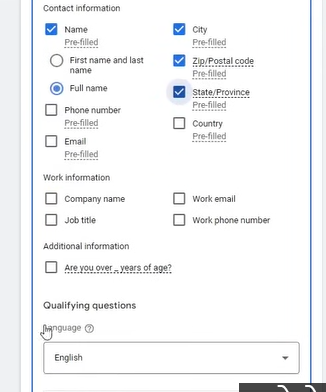 Contact information
Name
Pre-filled
City
Pre-filled
First name and last
name
Zip/Postal code
Pre-filled
Full name
State/Province
Pre-filled
Phone number
Pre-filled
Country
Pre-filled
Email
Pre-filled
Work information
Company name
Work email
Job title
Work phone number
Additional information
Are you over _ years of age?
Qualifying questions
Language
English